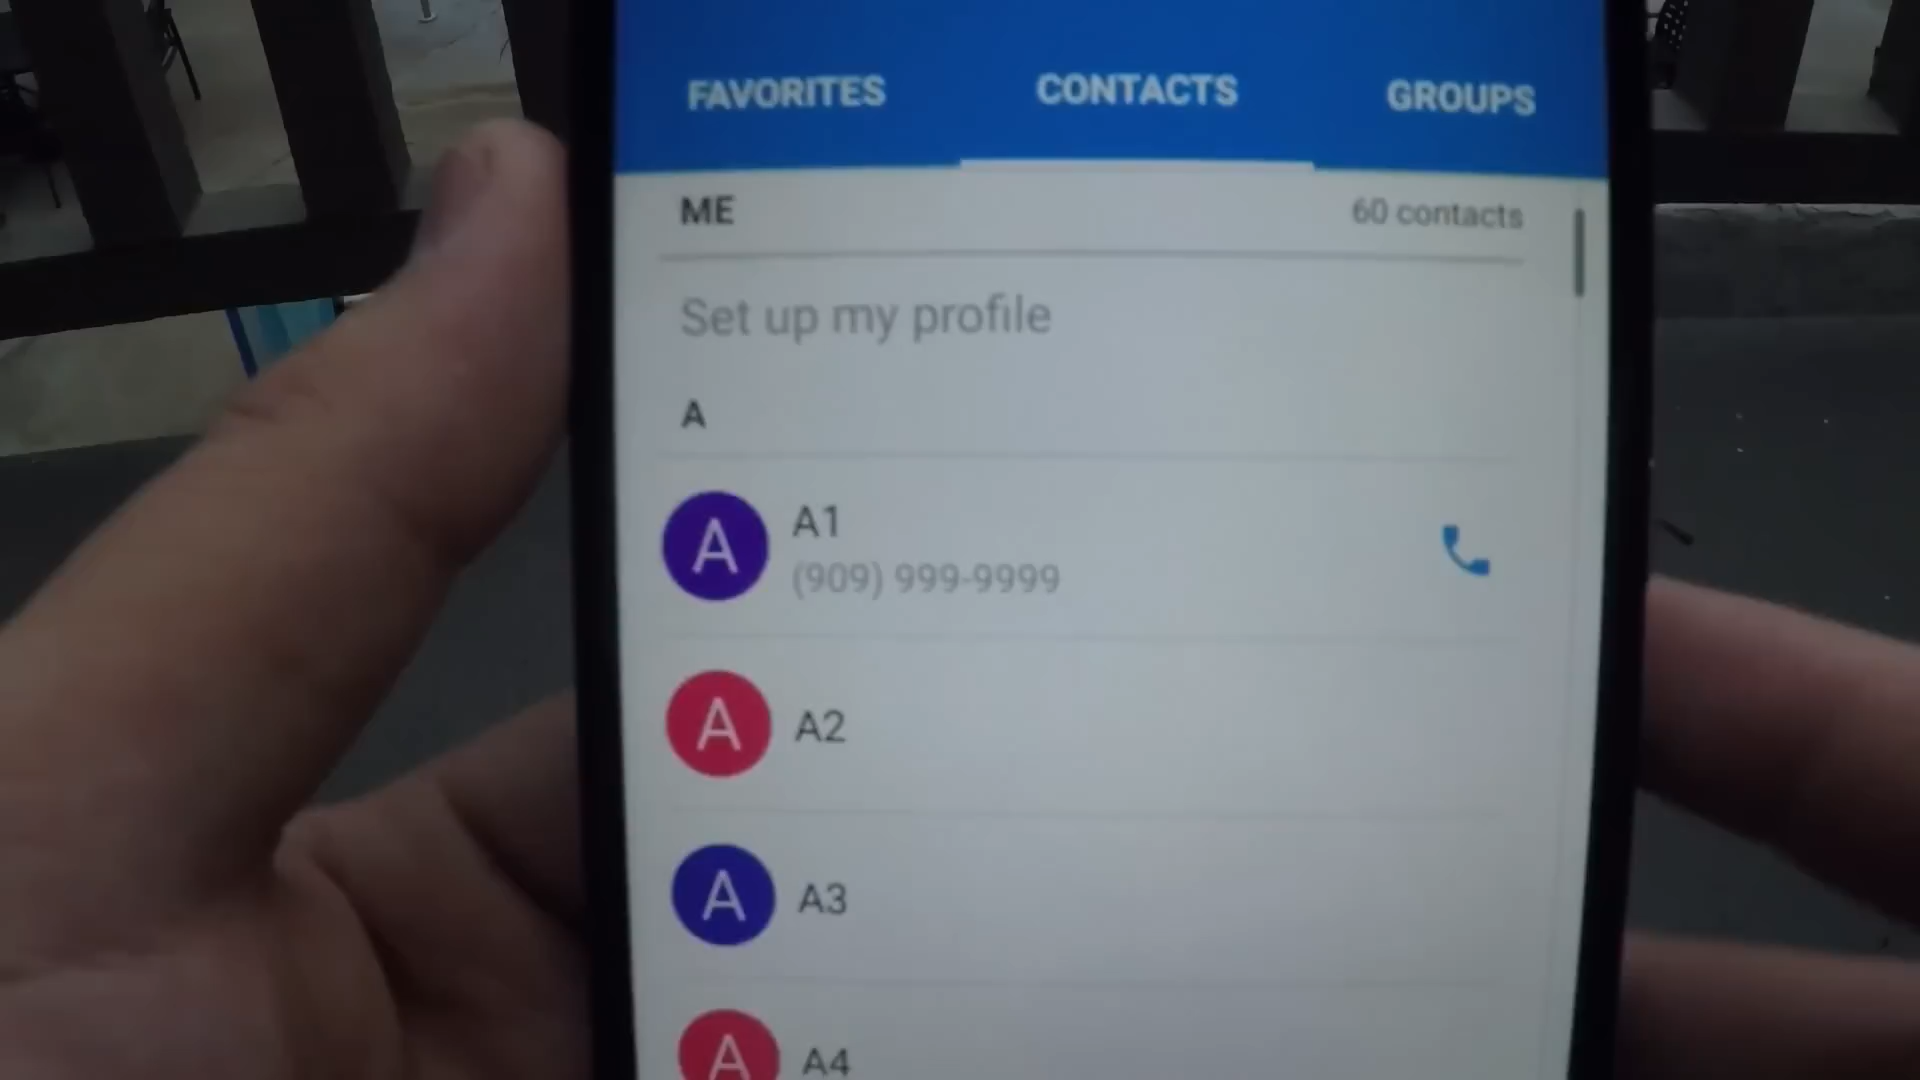 FAVORITES CONTACTS GROUPS
ME 60 contacts
Set up my profile
A
A A1
(909) 999-9999
A A2
A A3
A A4